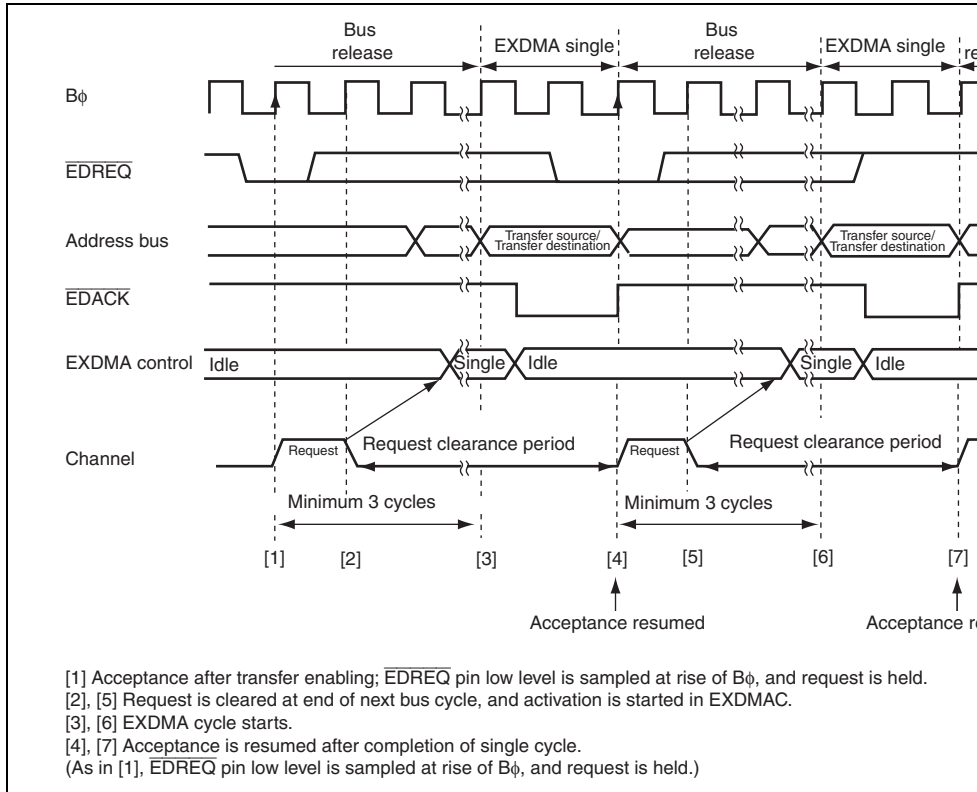 Bus release EXDMA single Bus release EXDMA single re
Bφ
EDREQ
Address bus Transfer source/ Transfer destination Transfer source/ Transfer destination
EDACK
EXDMA control Idle Single Idle Single Idle
Channel Request Request clearance period Request Request clearance period
Minimum 3 cycles Minimum 3 cycles
[1] [2] [3] [4] [5] [6] [7]
Acceptance resumed Acceptance re
[1] Acceptance after transfer enabling; EDREQ pin low level is sampled at rise of Bφ, and request is held.
[2], [5] Request is cleared at end of next bus cycle, and activation is started in EXDMAC.
[3], [6] EXDMA cycle starts.
[4], [7] Acceptance is resumed after completion of single cycle.
(As in [1], EDREQ pin low level is sampled at rise of Bφ, and request is held.)